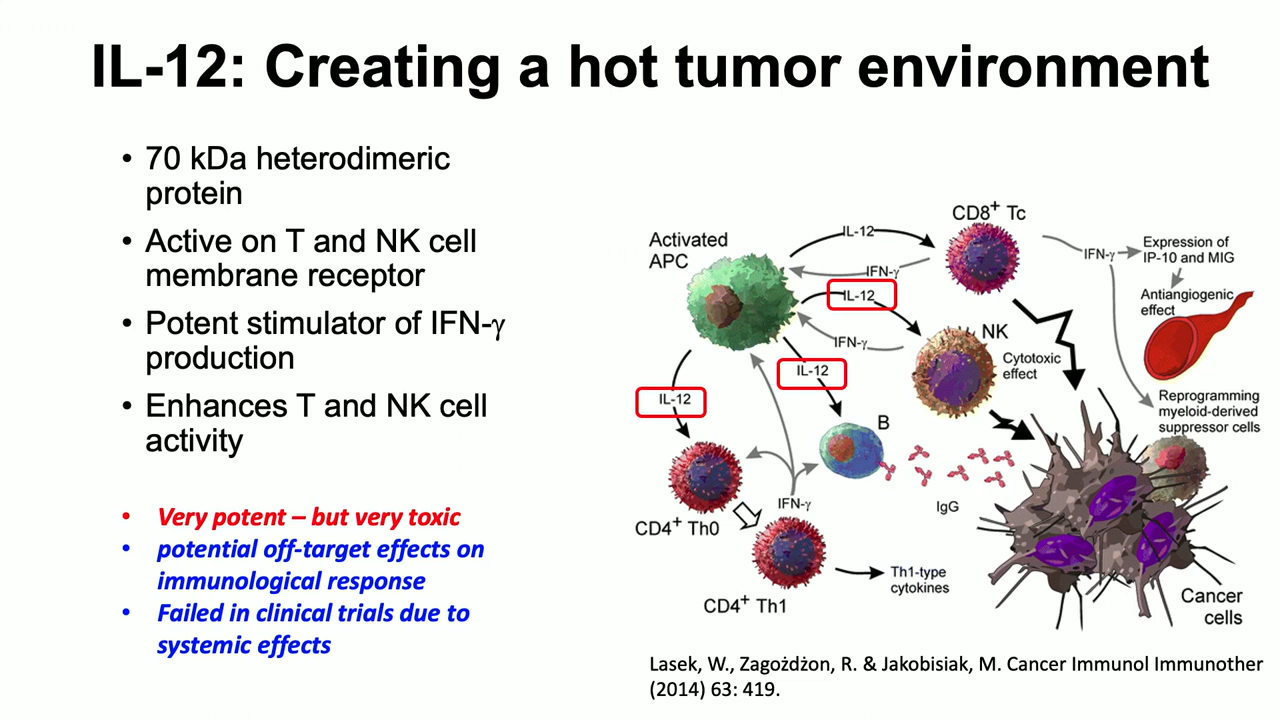 IL-12: Creating a hot tumor environment
• 70 kDa heterodimeric
protein
• Active on T and NK cell
membrane receptor
• Potent stimulator of IFN-γ
production
• Enhances T and NK cell
activity
• Very potent – but very toxic
• potential off-target effects on
immunological response
• Failed in clinical trials due to
systemic effects
Activated
APC
IL-12
CD8+ Tc
IFN-γ
IL-12
IFN-γ
NK
Cytotoxic
effect
IFN-γ
Expression of
IP-10 and MIG
Antiangiogenic
effect
Reprogramming
myeloid-derived
suppressor cells
IL-12
IL-12
B
IgG
CD4+ Th0
IFN-γ
CD4+ Th1
Th1-type
cytokines
Cancer
cells
Lasek, W., Zagożdżon, R. & Jakobisiak, M. Cancer Immunol Immunother
(2014) 63: 419.